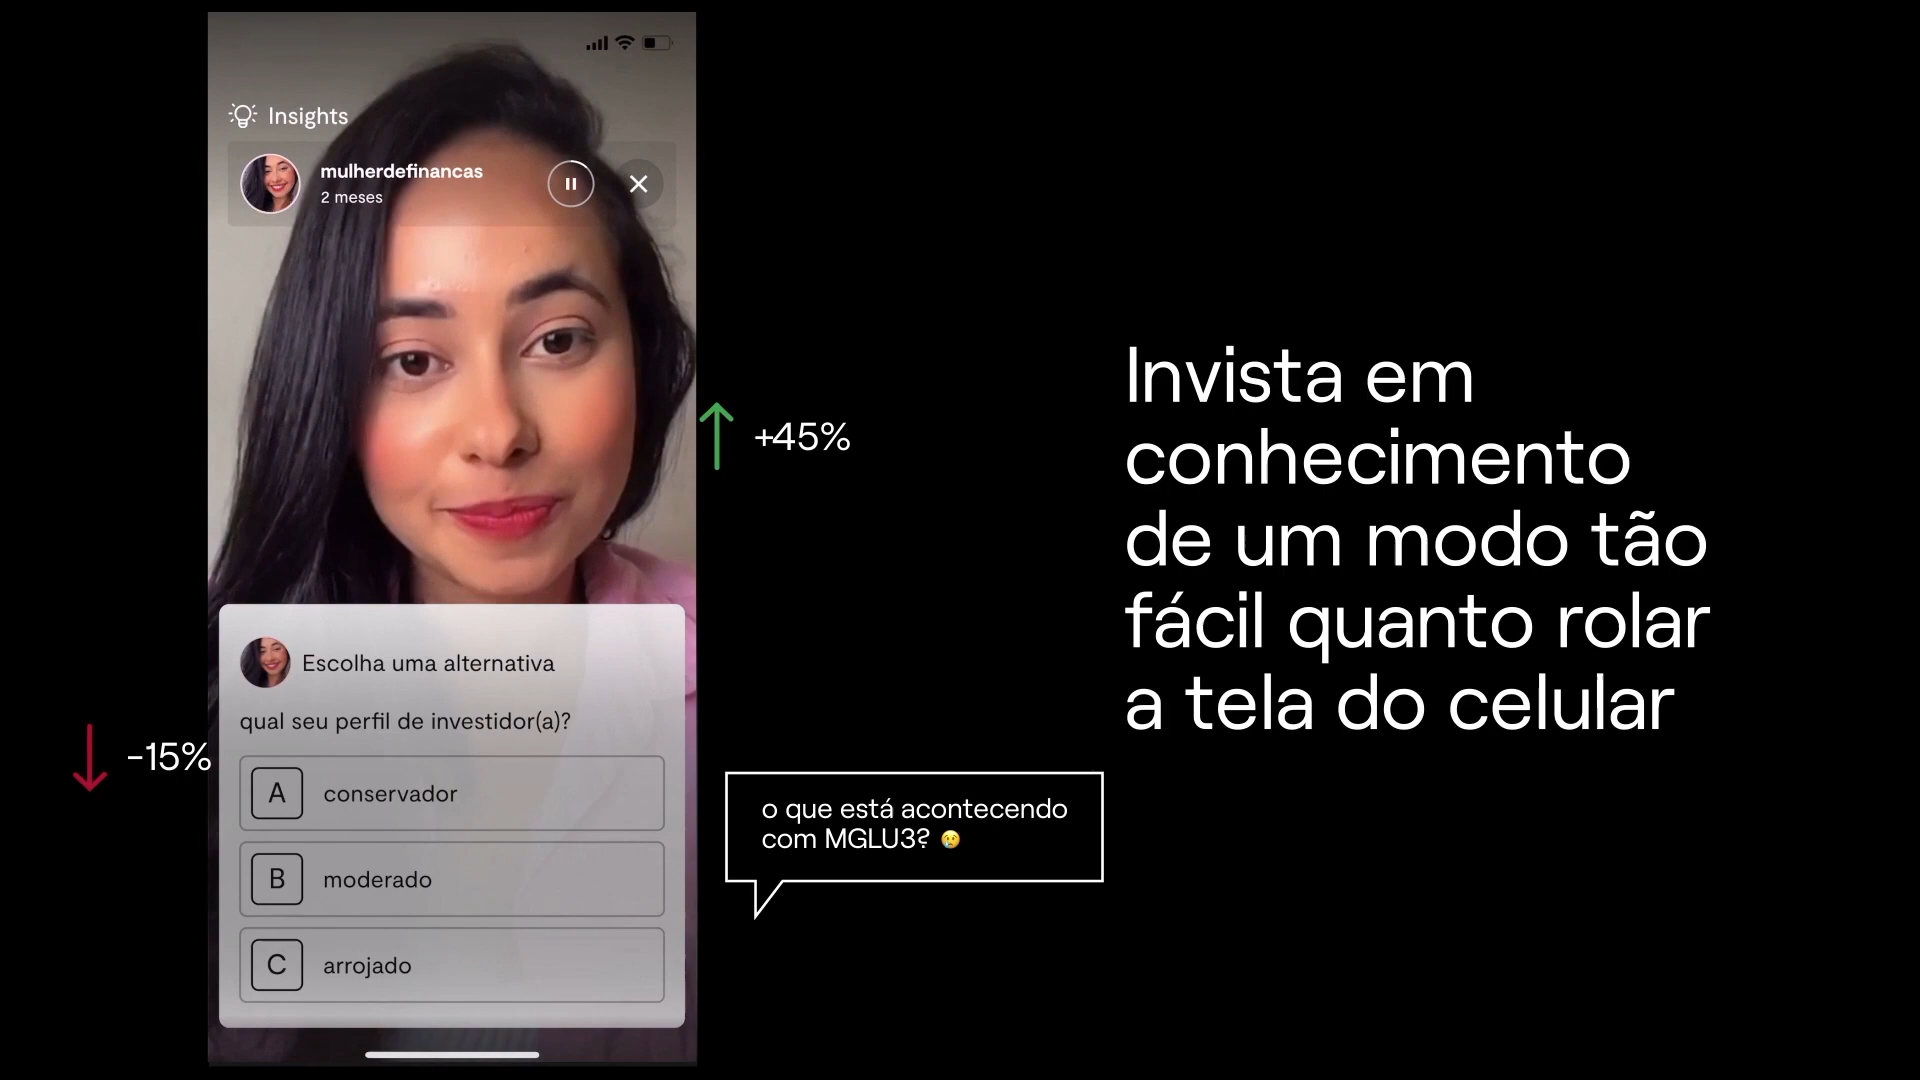 Insights
mulherdefinancas
2 meses
+45%
Escolha uma alternativa
qual seu perfil de investidor(a)?
-15%
A conservador
B moderado
C arrojado
o que está acontecendo
com MGLU3? 😢
Invista em
conhecimento
de um modo tão
fácil quanto rolar
a tela do celular